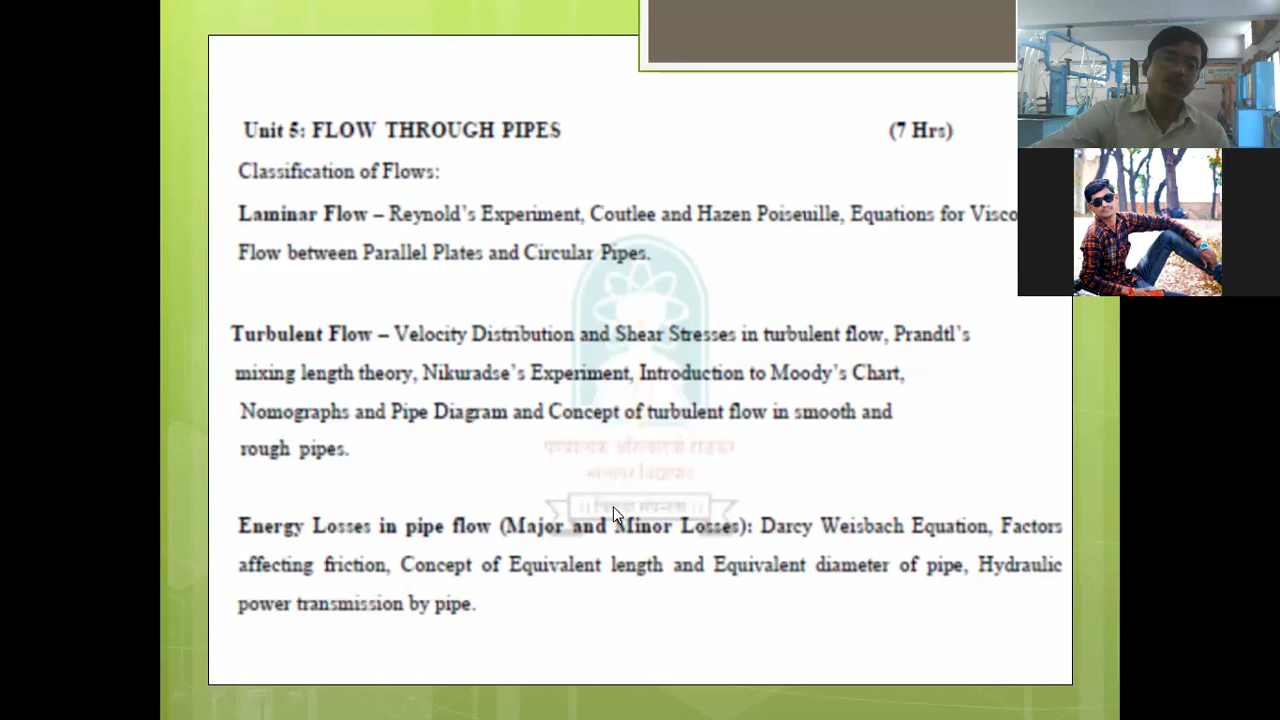 Unit 5: FLOW THROUGH PIPES (7 Hrs)
Classification of Flows:
Laminar Flow – Reynold’s Experiment, Coutlee and Hazen Poiseuille, Equations for Visco
Flow between Parallel Plates and Circular Pipes.
Turbulent Flow – Velocity Distribution and Shear Stresses in turbulent flow, Prandtl’s
mixing length theory, Nikuradse’s Experiment, Introduction to Moody’s Chart,
Nomographs and Pipe Diagram and Concept of turbulent flow in smooth and
rough pipes.
Energy Losses in pipe flow (Major and Minor Losses): Darcy Weisbach Equation, Factors
affecting friction, Concept of Equivalent length and Equivalent diameter of pipe, Hydraulic
power transmission by pipe.